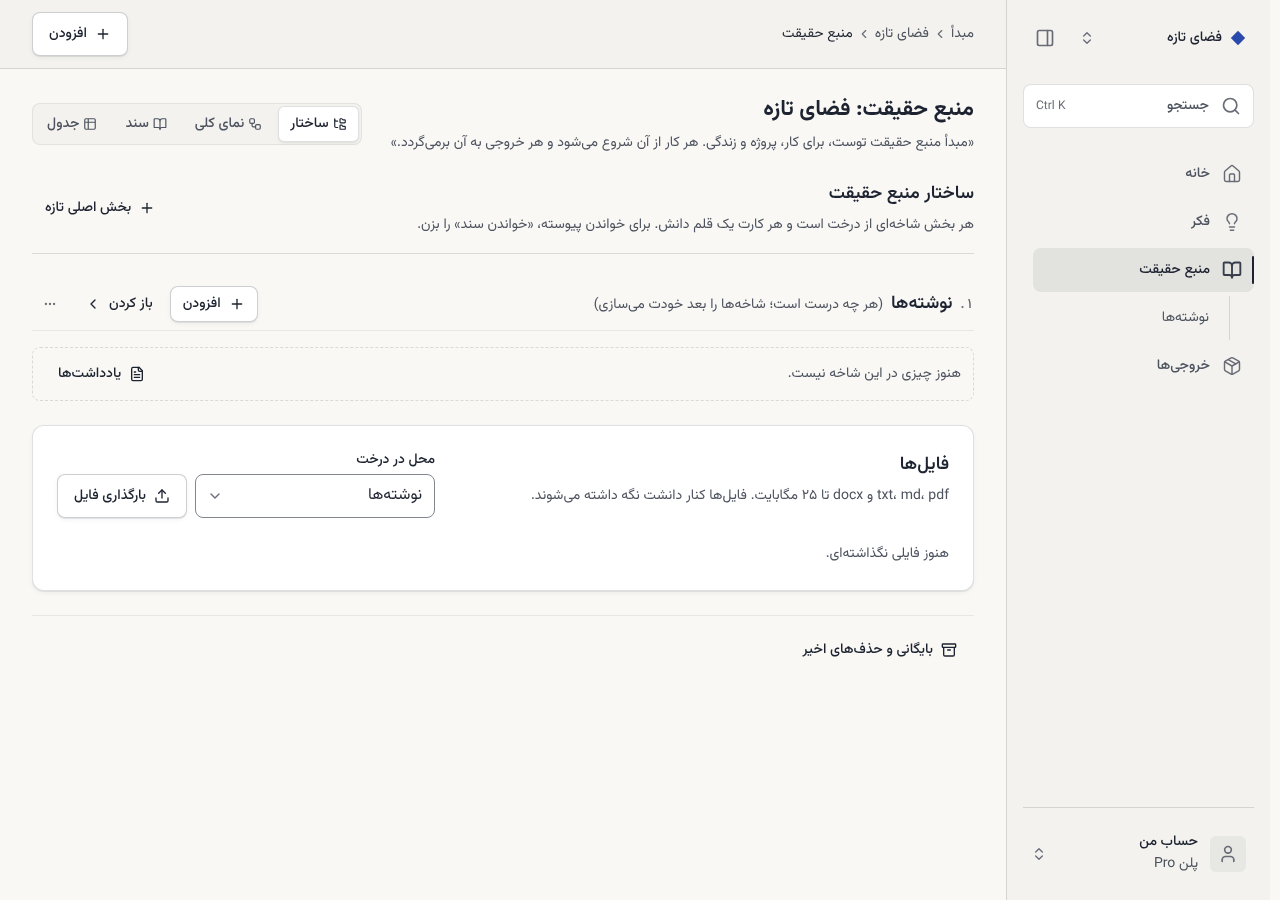 فضای تازه
جستجو
Ctrl K
خانه
فکر
منبع حقیقت
نوشته‌ها
خروجی‌ها
حساب من
پلن Pro
مبدأ
فضای تازه
منبع حقیقت
افزودن
منبع حقیقت: فضای تازه
«مبدأ منبع حقیقت توست، برای کار، پروژه و زندگی. هر کار از آن شروع می‌شود و هر خروجی به آن برمی‌گردد.»
ساختار
نمای کلی
سند
جدول
ساختار منبع حقیقت
هر بخش شاخه‌ای از درخت است و هر کارت یک قلم دانش. برای خواندن پیوسته، «خواندن سند» را بزن.
بخش اصلی تازه
۱. نوشته‌ها (هر چه درست است؛ شاخه‌ها را بعد خودت می‌سازی)
افزودن
باز کردن
هنوز چیزی در این شاخه نیست.
یادداشت‌ها
فایل‌ها
txt، md، pdf و docx تا ۲۵ مگابایت. فایل‌ها کنار دانشت نگه داشته می‌شوند.
محل در درخت
نوشته‌ها
بارگذاری فایل
هنوز فایلی نگذاشته‌ای.
بایگانی و حذف‌های اخیر